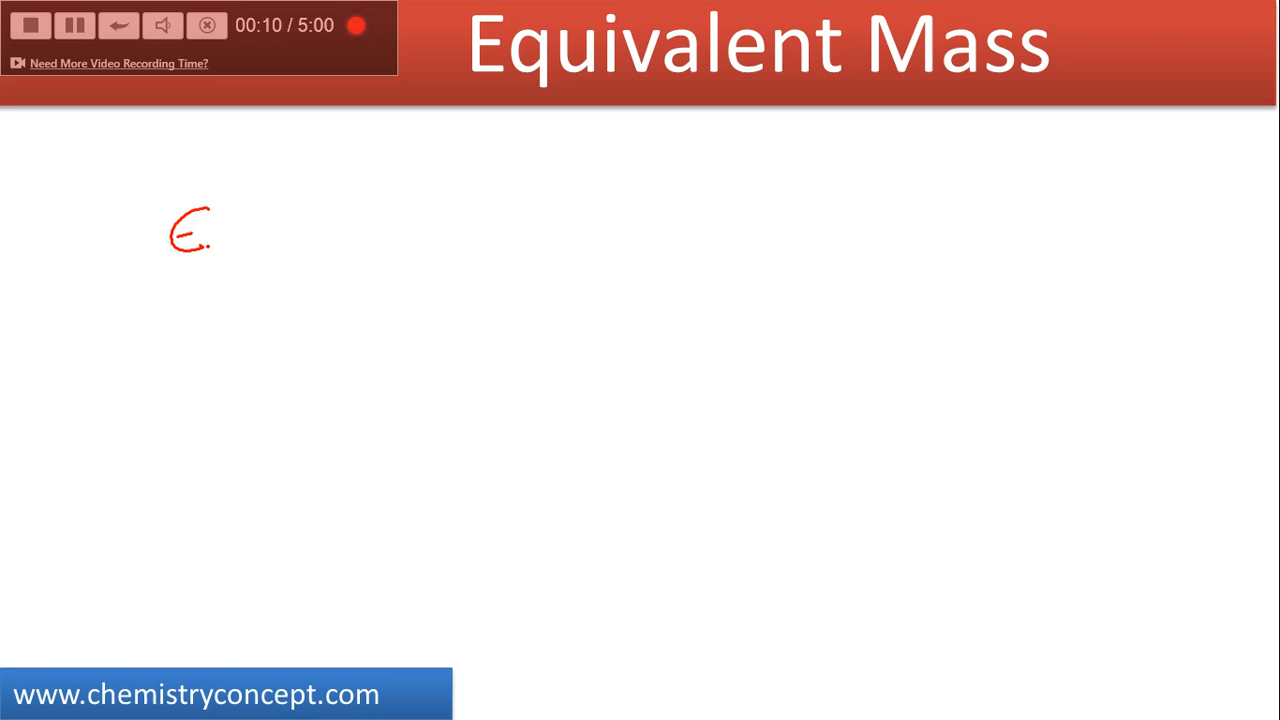 00:10 / 5:00
Need More Video Recording Time?
Equivalent Mass
E.
www.chemistryconcept.com